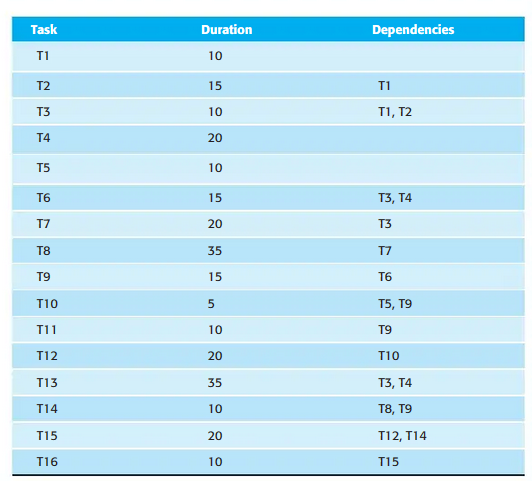 Task Duration Dependencies
T1 10
T2 15 T1
T3 10 T1, T2
T4 20
T5 10
T6 15 T3, T4
T7 20 T3
T8 35 T7
T9 15 T6
T10 5 T5, T9
T11 10 T9
T12 20 T10
T13 35 T3, T4
T14 10 T8, T9
T15 20 T12, T14
T16 10 T15